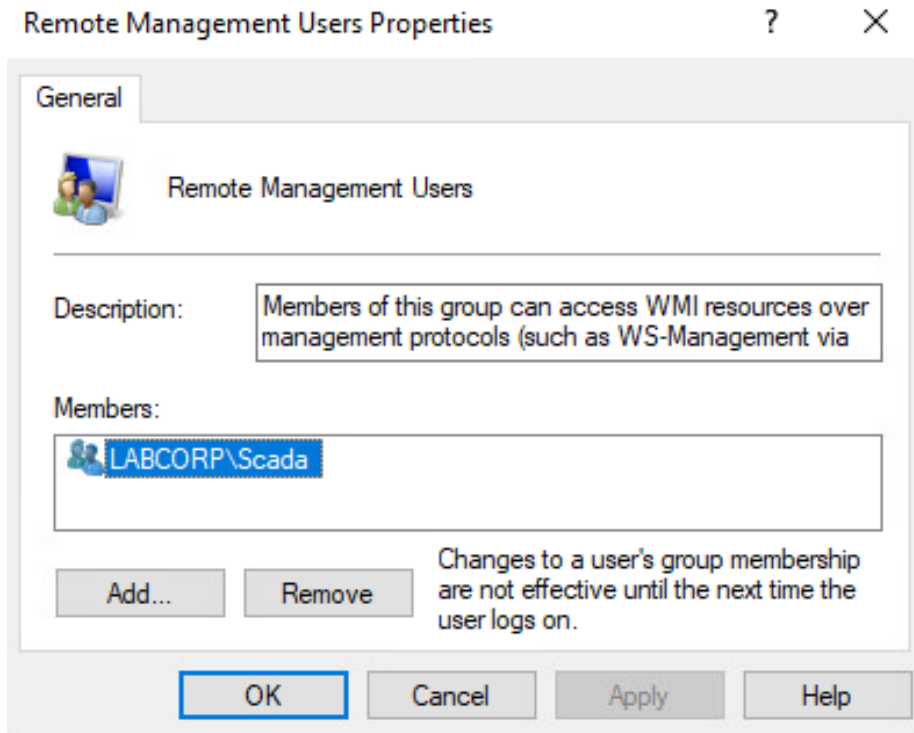 Remote Management Users Properties
?
General
Remote Management Users
Description:
Members of this group can access WMI resources over
management protocols (such as WS-Management via
Members:
LABCORP\Scada
Add...
Remove
Changes to a user's group membership
are not effective until the next time the
user logs on.
OK
Cancel
Apply
Help